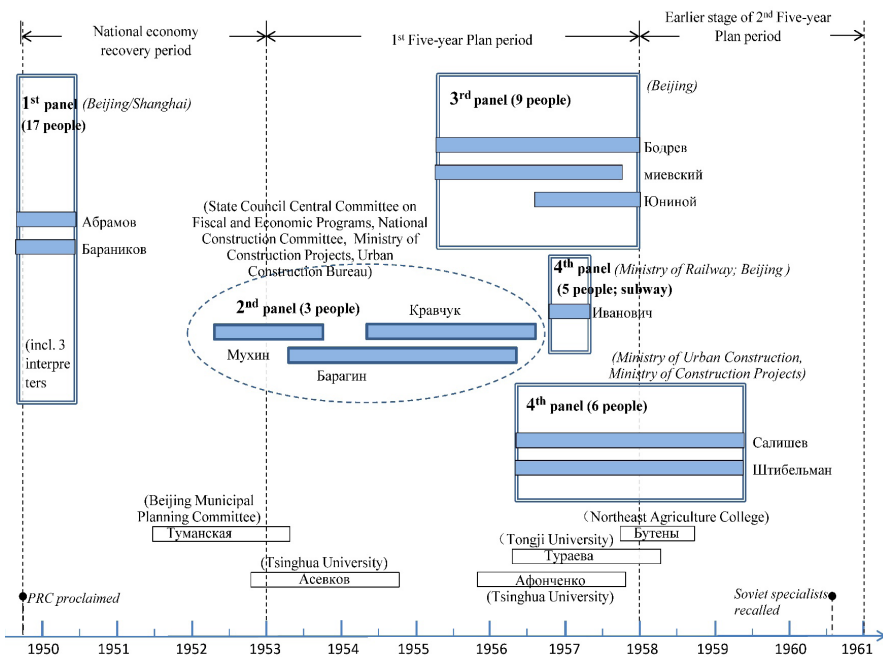 National economy
recovery period
1st Five-year Plan period
Earlier stage of 2nd Five-year
Plan period
1st panel (Beijing/Shanghai)
(17 people)
Абрамов
Бараников
(incl. 3
interpre
ters
3rd panel (9 people)
(Beijing)
Бодрев
миевский
Юниной
(State Council Central Committee on
Fiscal and Economic Programs, National
Construction Committee, Ministry of
Construction Projects, Urban
Construction Bureau)
2nd panel (3 people)
Кравчук
Мухин
Барагин
4th panel (Ministry of Railway; Beijing )
(5 people; subway)
Иванович
(Ministry of Urban Construction,
Ministry of Construction Projects)
4th panel (6 people)
Салишев
Штибельман
(Beijing Municipal
Planning Committee)
Туманская
(Tsinghua University)
Асевков
(Northeast Agriculture College)
Бутены
(Tongji University)
Тураева
Афонченко
(Tsinghua University)
PRC proclaimed
Soviet specialists
recalled
1950 1951 1952 1953 1954 1955 1956 1957 1958 1959 1960 1961